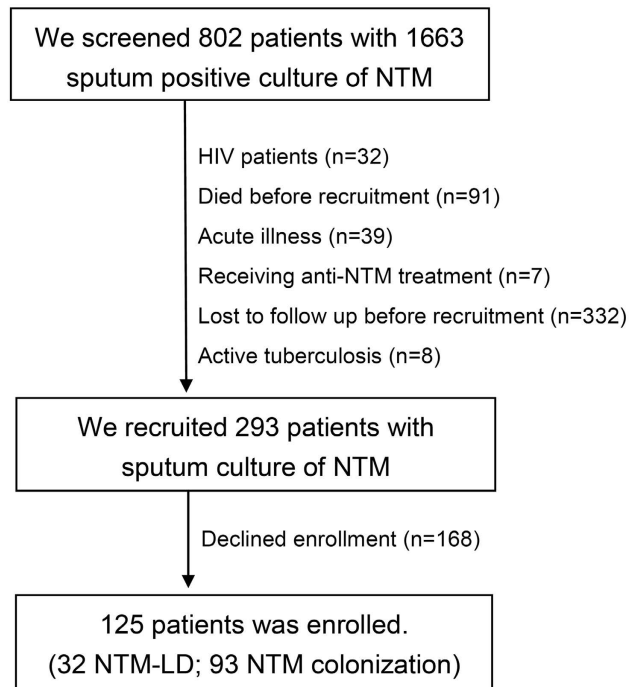 We screened 802 patients with 1663
sputum positive culture of NTM
HIV patients (n=32)
Died before recruitment (n=91)
Acute illness (n=39)
Receiving anti-NTM treatment (n=7)
Lost to follow up before recruitment (n=332)
Active tuberculosis (n=8)
We recruited 293 patients with
sputum culture of NTM
Declined enrollment (n=168)
125 patients was enrolled.
(32 NTM-LD; 93 NTM colonization)